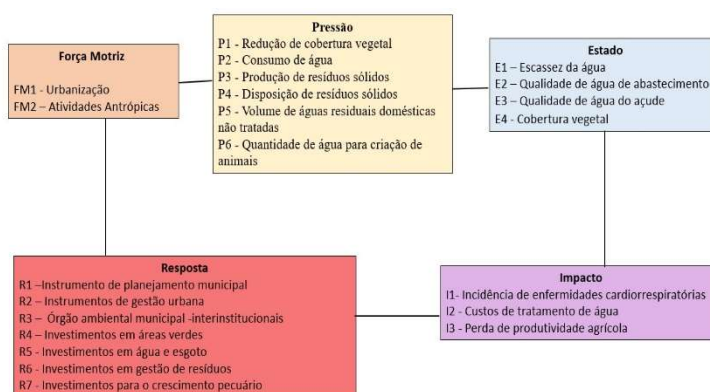 Força Motriz
FM1 - Urbanização
FM2 – Atividades Antrópicas
Pressão
P1 - Redução de cobertura vegetal
P2 - Consumo de água
P3 - Produção de resíduos sólidos
P4 - Disposição de resíduos sólidos
P5 - Volume de águas residuais domésticas
não tratadas
P6 - Quantidade de água para criação de
animais
Estado
E1 – Escassez da água
E2 – Qualidade de água de abastecimento
E3 – Qualidade de água do açude
E4 - Cobertura vegetal
Resposta
R1 –Instrumento de planejamento municipal
R2 – Instrumentos de gestão urbana
R3 – Órgão ambiental municipal -interinstitucionais
R4 – Investimentos em áreas verdes
R5 - Investimentos em água e esgoto
R6 - Investimentos em gestão de resíduos
R7 - Investimentos para o crescimento pecuário
Impacto
I1- Incidência de enfermidades cardiorrespiratórias
I2 - Custos de tratamento de água
I3 - Perda de produtividade agrícola